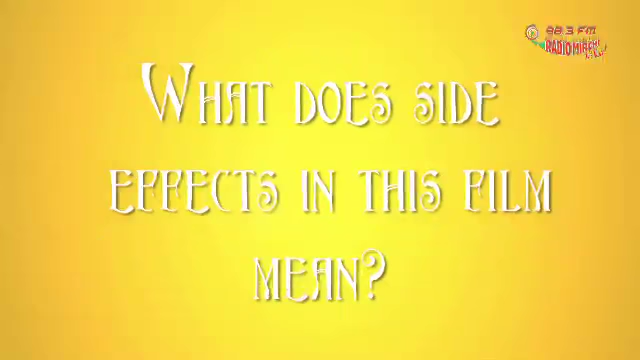 98.3 FM
RADIO MIRCHI
WHAT DOES SIDE
EFFECTS IN THIS FILM
MEAN?